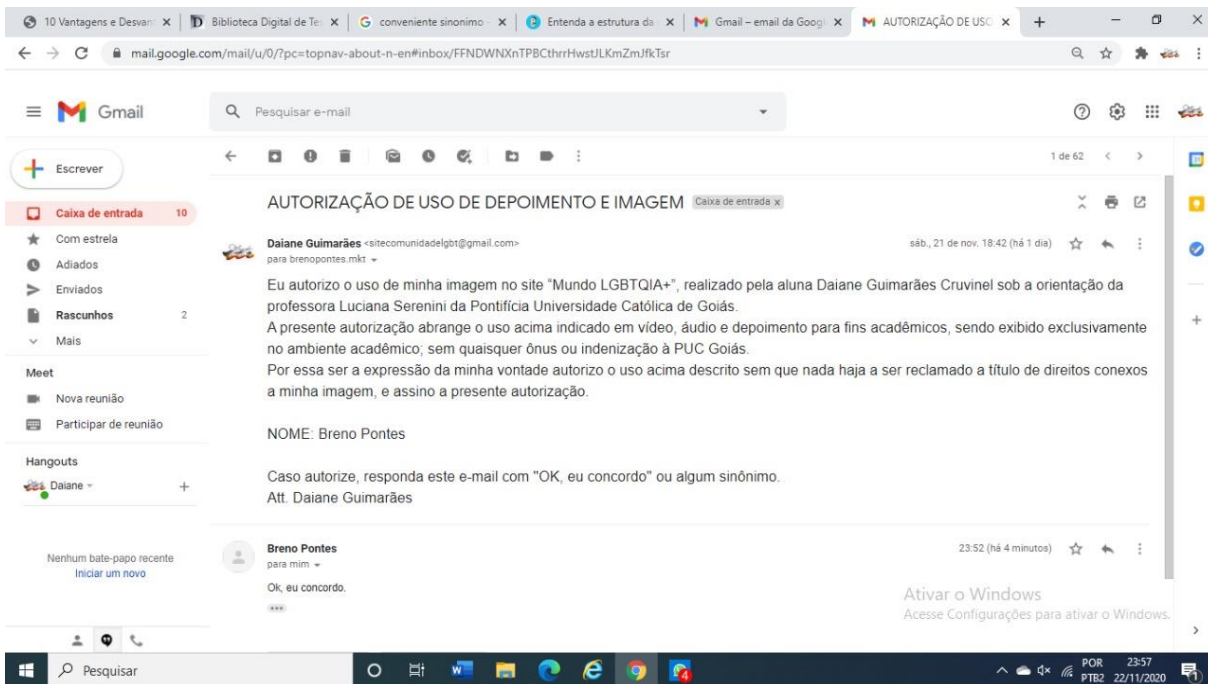 10 Vantagens e Desvant
Biblioteca Digital de Te
conveniente sinonimo
Entenda a estrutura da
Gmail – email da Goog
AUTORIZAÇÃO DE USO
mail.google.com/mail/u/0/?pc=topnav-about-n-en#inbox/FFNDWNXnTPBCthrrHwstJLKmZmJfkTsr
Gmail
Pesquisar e-mail
Escrever
1 de 62
Caixa de entrada 10
Com estrela
Adiados
Enviados
Rascunhos 2
Mais
Meet
Nova reunião
Participar de reunião
Hangouts
Daiane
Nenhum bate-papo recente
Iniciar um novo
AUTORIZAÇÃO DE USO DE DEPOIMENTO E IMAGEM Caixa de entrada x
Daiane Guimarães <sitecomunidadelgbt@gmail.com> sáb., 21 de nov. 18:42 (há 1 dia)
para brenopontes.mkt
Eu autorizo o uso de minha imagem no site “Mundo LGBTQIA+”, realizado pela aluna Daiane Guimarães Cruvinel sob a orientação da
professora Luciana Serenini da Pontifícia Universidade Católica de Goiás.
A presente autorização abrange o uso acima indicado em vídeo, áudio e depoimento para fins acadêmicos, sendo exibido exclusivamente
no ambiente acadêmico; sem quaisquer ônus ou indenização à PUC Goiás.
Por essa ser a expressão da minha vontade autorizo o uso acima descrito sem que nada haja a ser reclamado a título de direitos conexos
a minha imagem, e assino a presente autorização.
NOME: Breno Pontes
Caso autorize, responda este e-mail com "OK, eu concordo" ou algum sinônimo.
Att. Daiane Guimarães
Breno Pontes 23:52 (há 4 minutos)
para mim
Ok, eu concordo.
Ativar o Windows
Acesse Configurações para ativar o Windows.
Pesquisar
4
POR 23:57
PTB2 22/11/2020
1